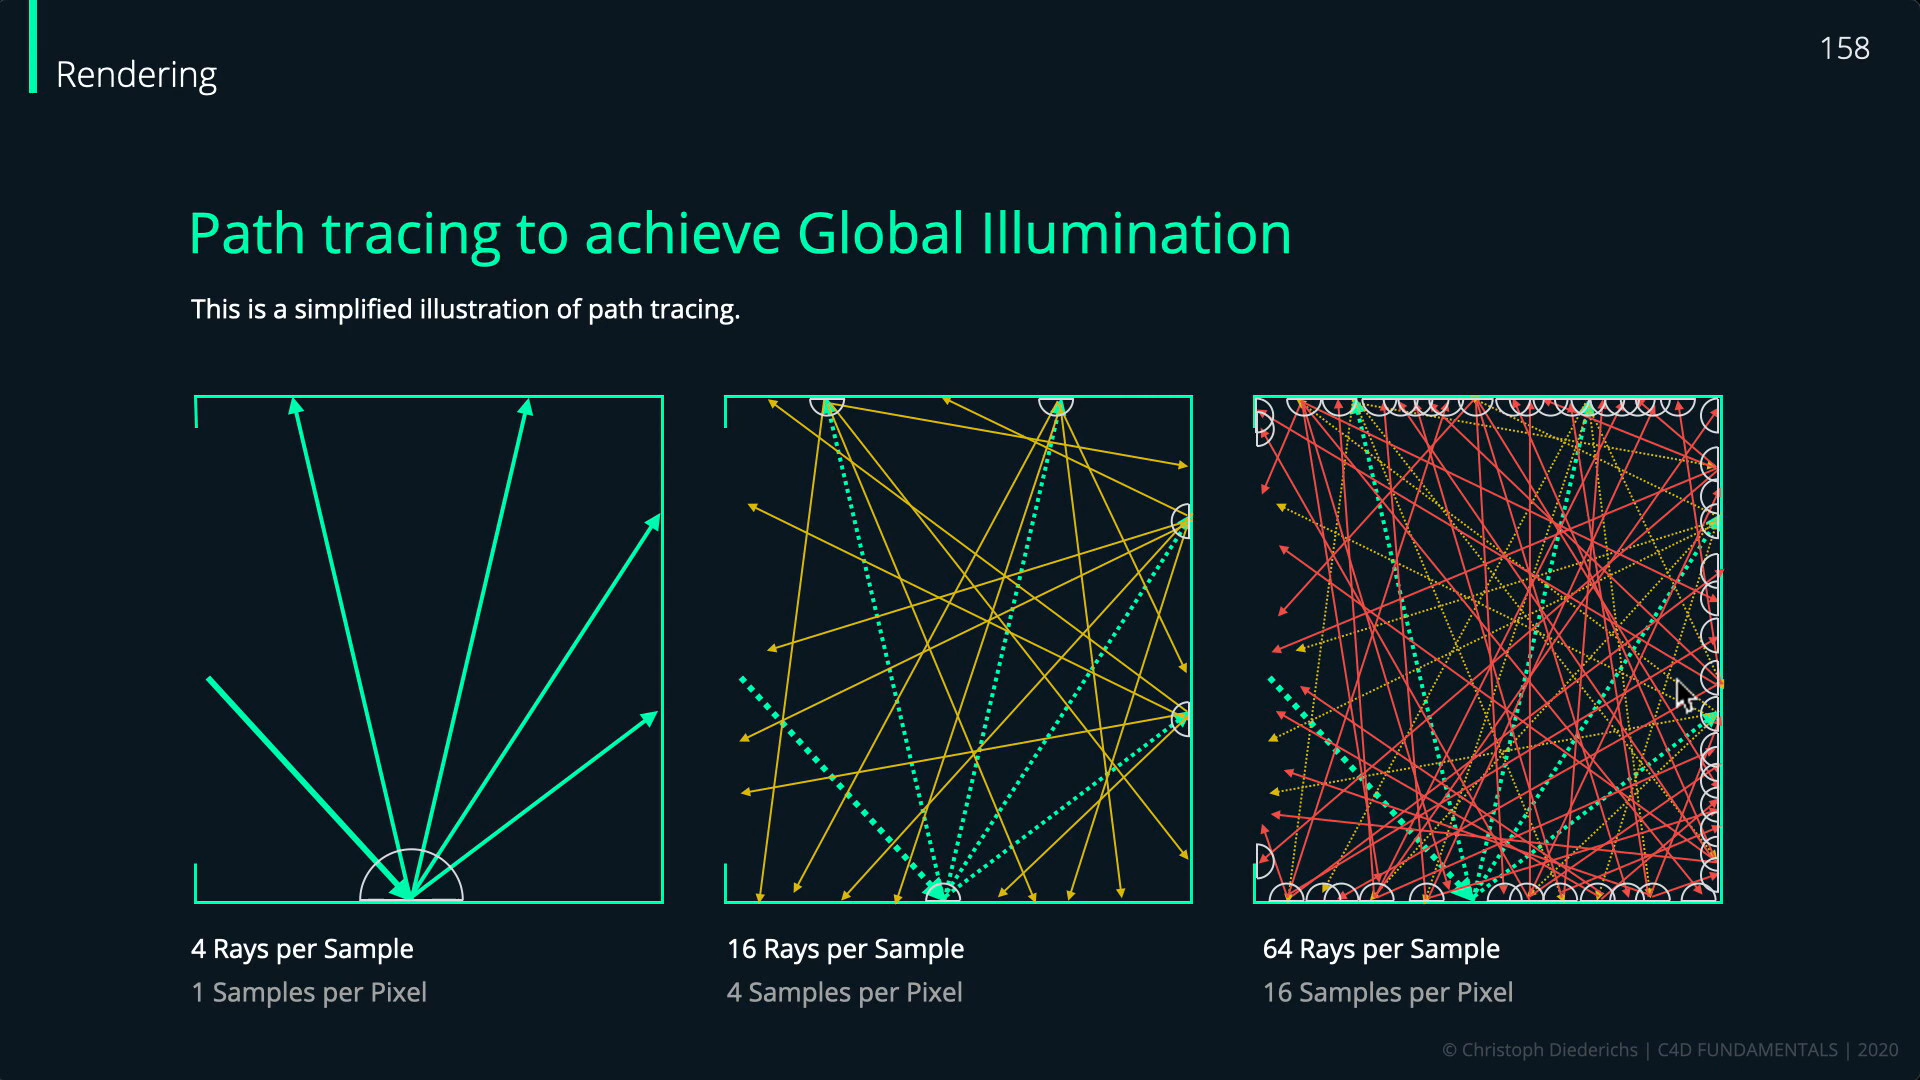 Rendering
158
Path tracing to achieve Global Illumination
This is a simplified illustration of path tracing.
4 Rays per Sample
1 Samples per Pixel
16 Rays per Sample
4 Samples per Pixel
64 Rays per Sample
16 Samples per Pixel
© Christoph Diederichs | C4D FUNDAMENTALS | 2020